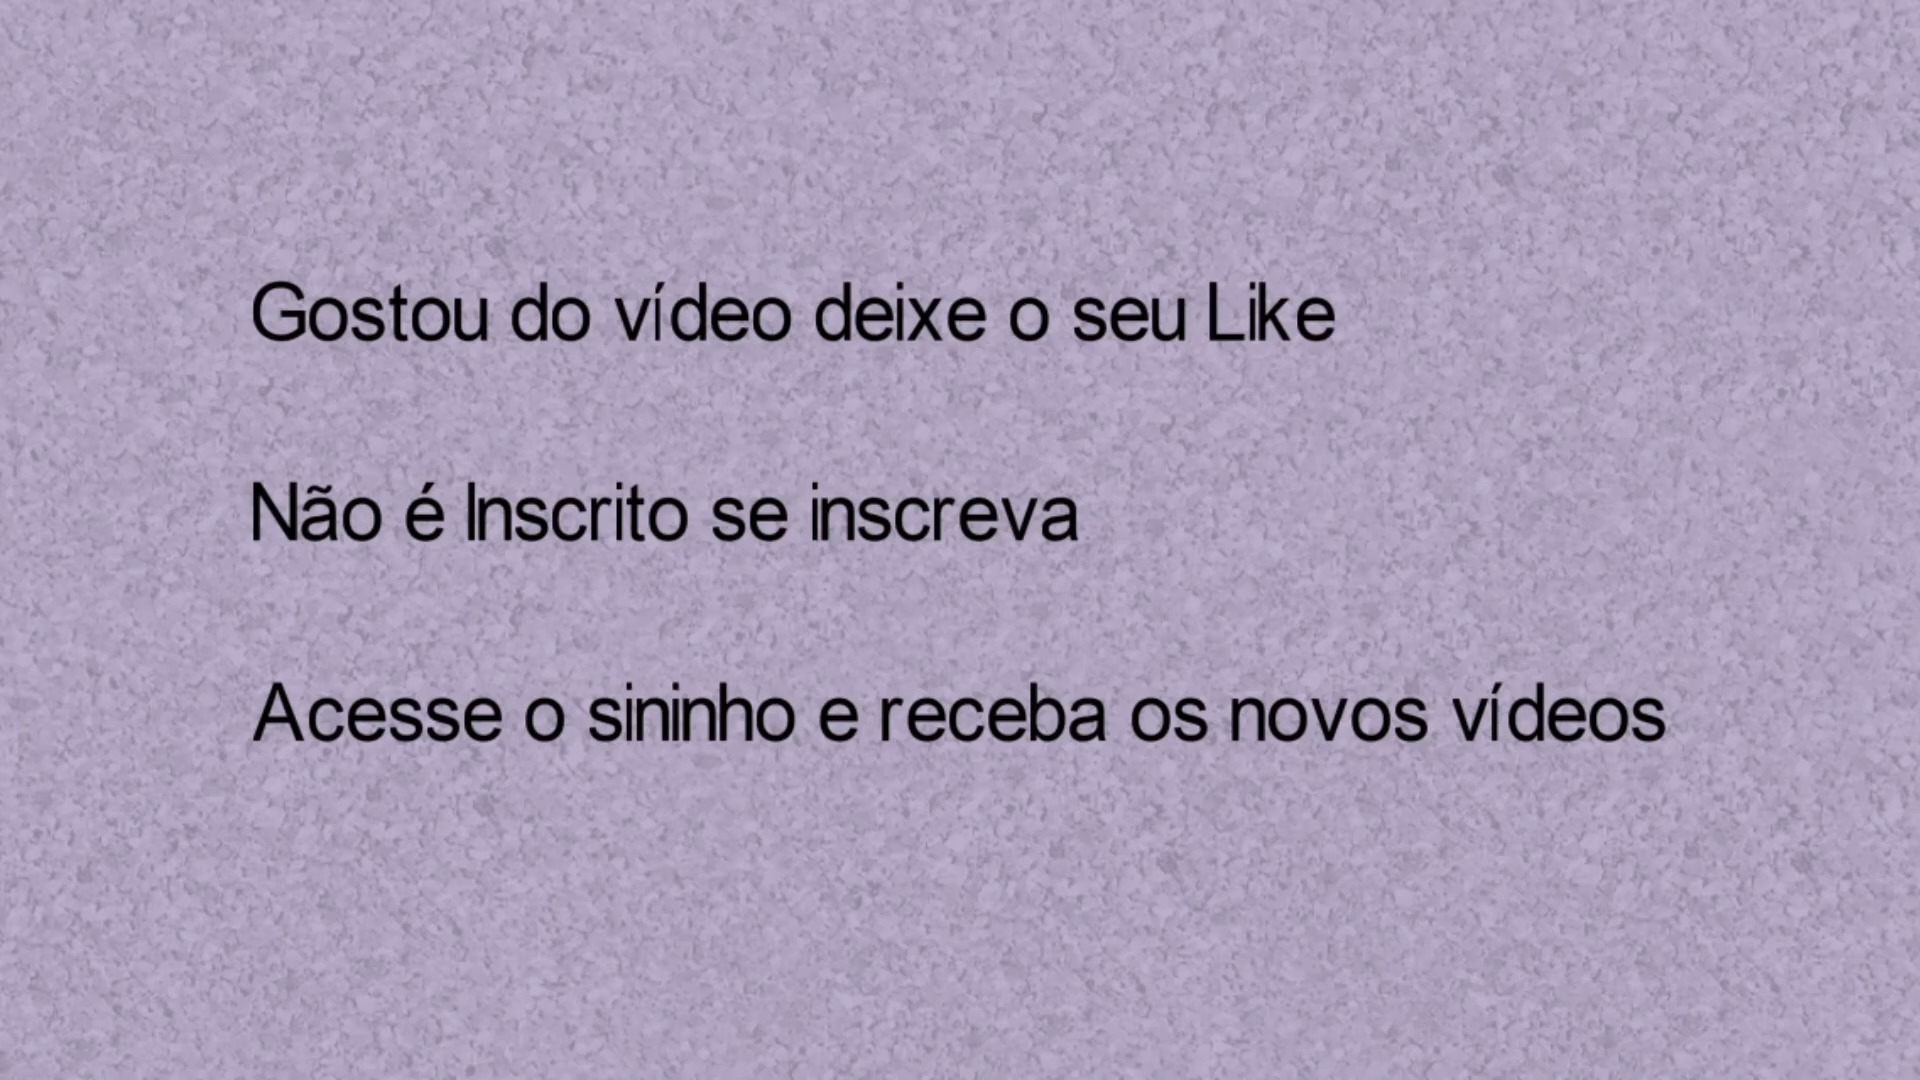 Gostou do vídeo deixe o seu Like
Não é Inscrito se inscreva
Acesse o sininho e receba os novos vídeos